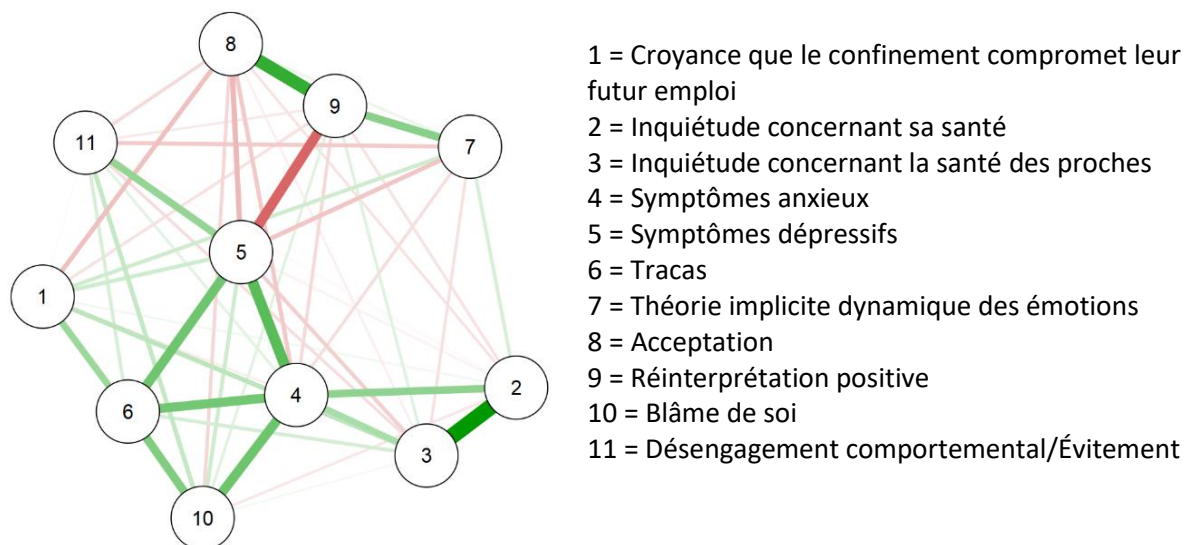 8
9
11
7
5
1
4
2
6
3
10
1 = Croyance que le confinement compromet leur
futur emploi
2 = Inquiétude concernant sa santé
3 = Inquiétude concernant la santé des proches
4 = Symptômes anxieux
5 = Symptômes dépressifs
6 = Tracas
7 = Théorie implicite dynamique des émotions
8 = Acceptation
9 = Réinterprétation positive
10 = Blâme de soi
11 = Désengagement comportemental/Évitement